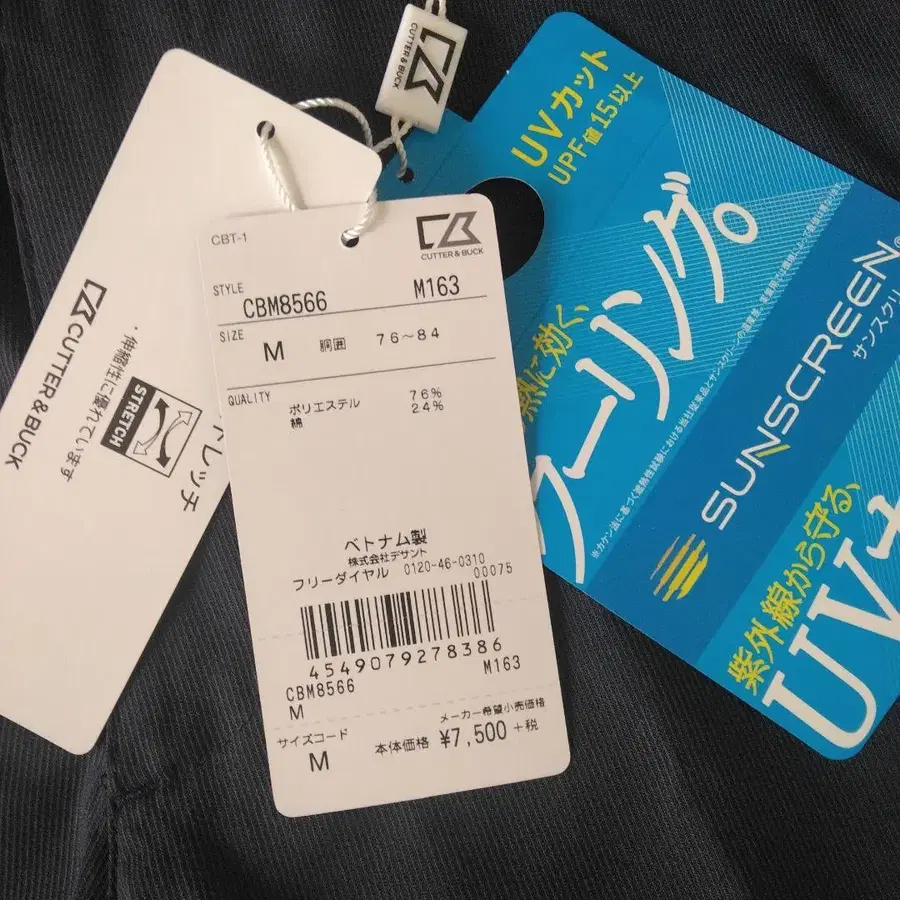 CUTTER & BUCK
CBT-1
CUTTER & BUCK
STYLE
CBM8566 M163
SIZE
M 胴囲 76～84
QUALITY
ポリエステル 76%
綿 24%
ベトナム製
株式会社デサント
フリーダイヤル 0120-46-0310
00075
4549079278386
CBM8566 M163
M
サイズコード
M
メーカー希望小売価格
本体価格 ¥7,500 +税
CUTTER & BUCK
トレッチ
STRETCH
・伸縮性に優れています
UVカット
UPF値15以上
熱に効く、
クーリング。
SUNSCREEN®
サンスクリ
紫外線から守る、
UV